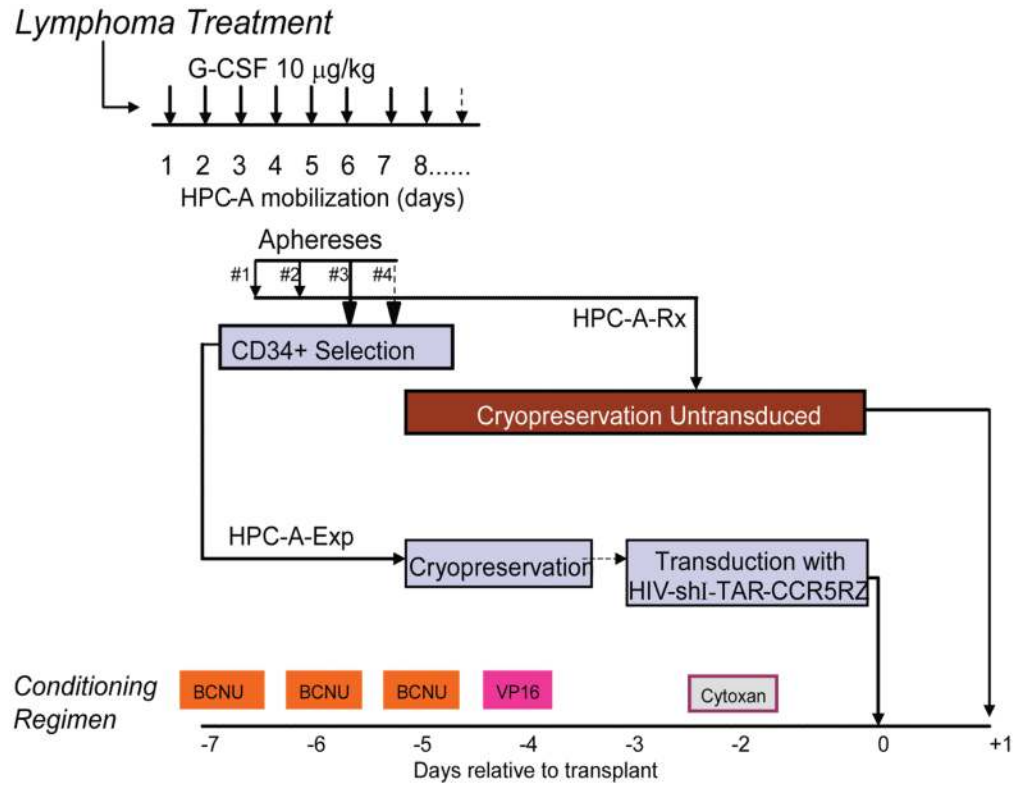 Lymphoma Treatment
G-CSF 10 µg/kg
1 2 3 4 5 6 7 8......
HPC-A mobilization (days)
Aphereses
#1 #2 #3 #4
HPC-A-Rx
CD34+ Selection
Cryopreservation Untransduced
HPC-A-Exp
Cryopreservation
Transduction with
HIV-shI-TAR-CCR5RZ
Conditioning
Regimen
BCNU BCNU BCNU VP16 Cytoxan
-7 -6 -5 -4 -3 -2 0 +1
Days relative to transplant